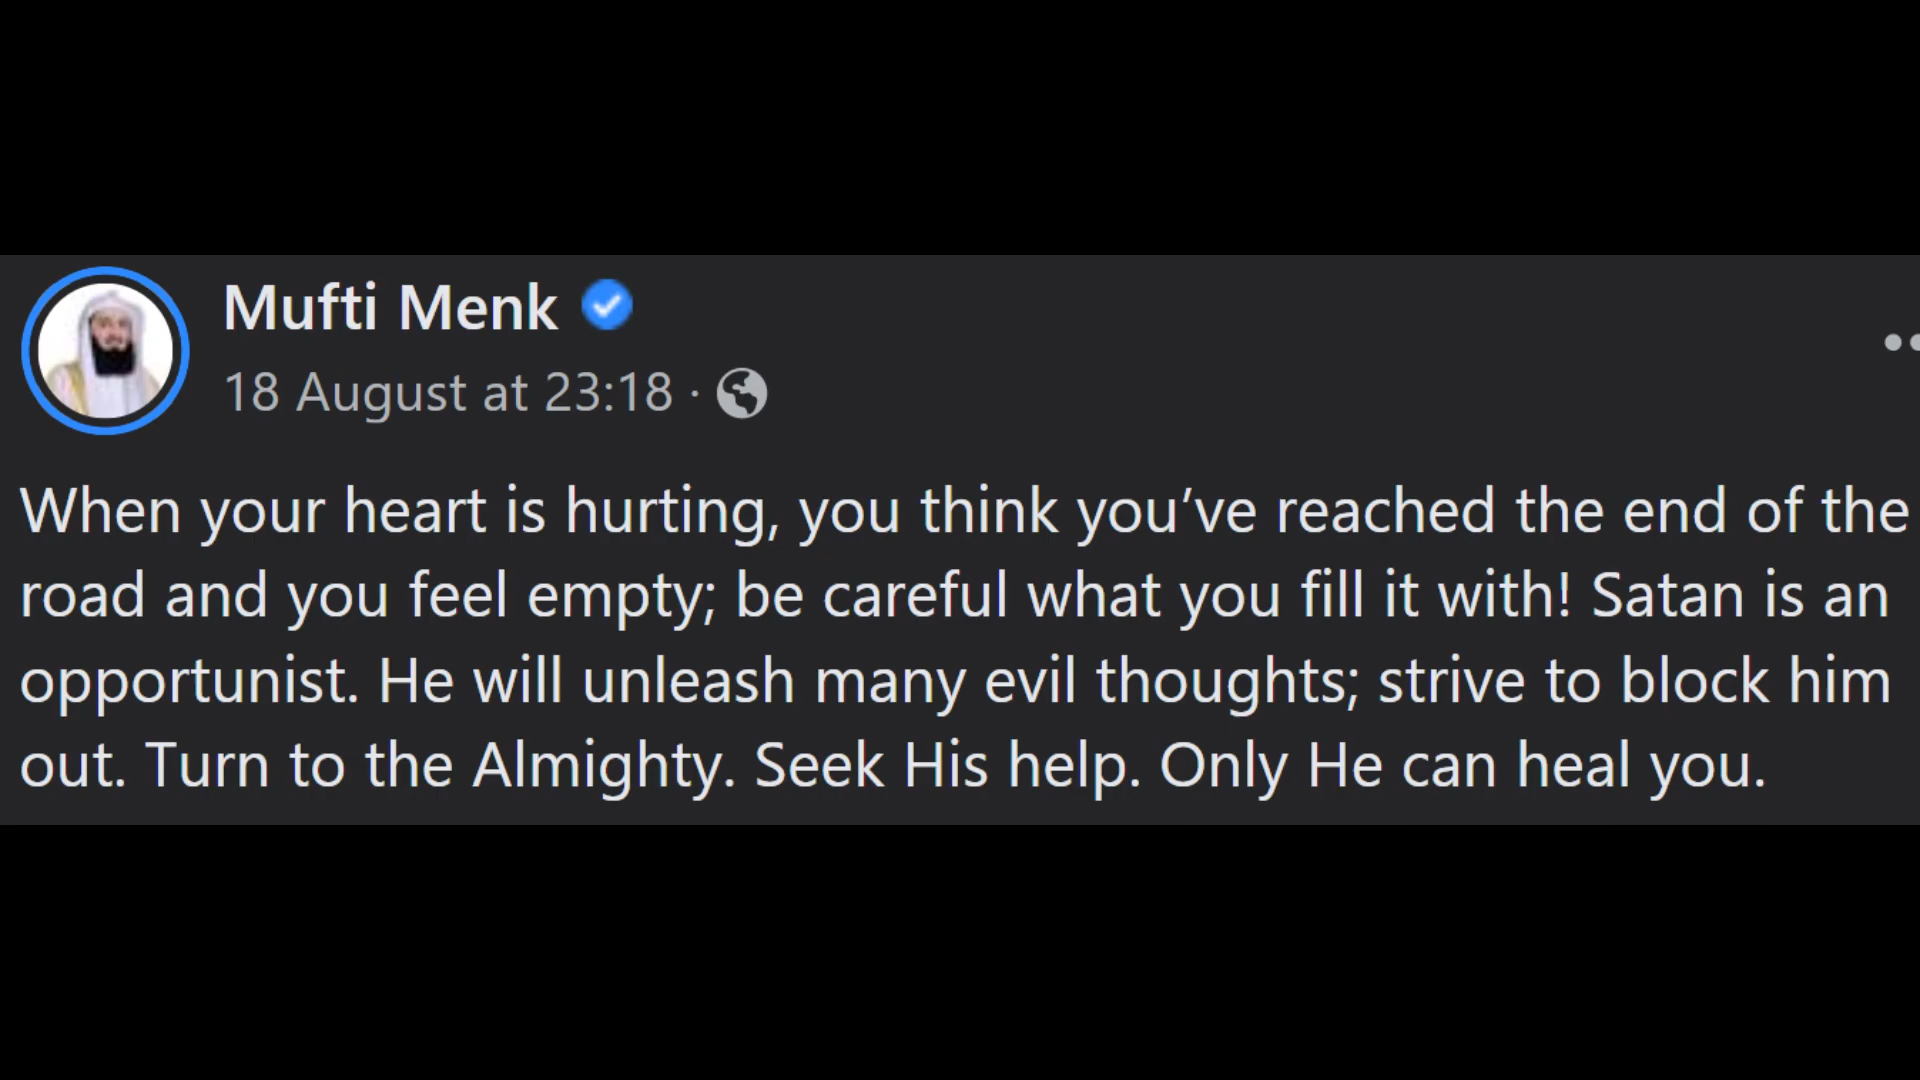 Mufti Menk
18 August at 23:18 ·
When your heart is hurting, you think you’ve reached the end of the
road and you feel empty; be careful what you fill it with! Satan is an
opportunist. He will unleash many evil thoughts; strive to block him
out. Turn to the Almighty. Seek His help. Only He can heal you.